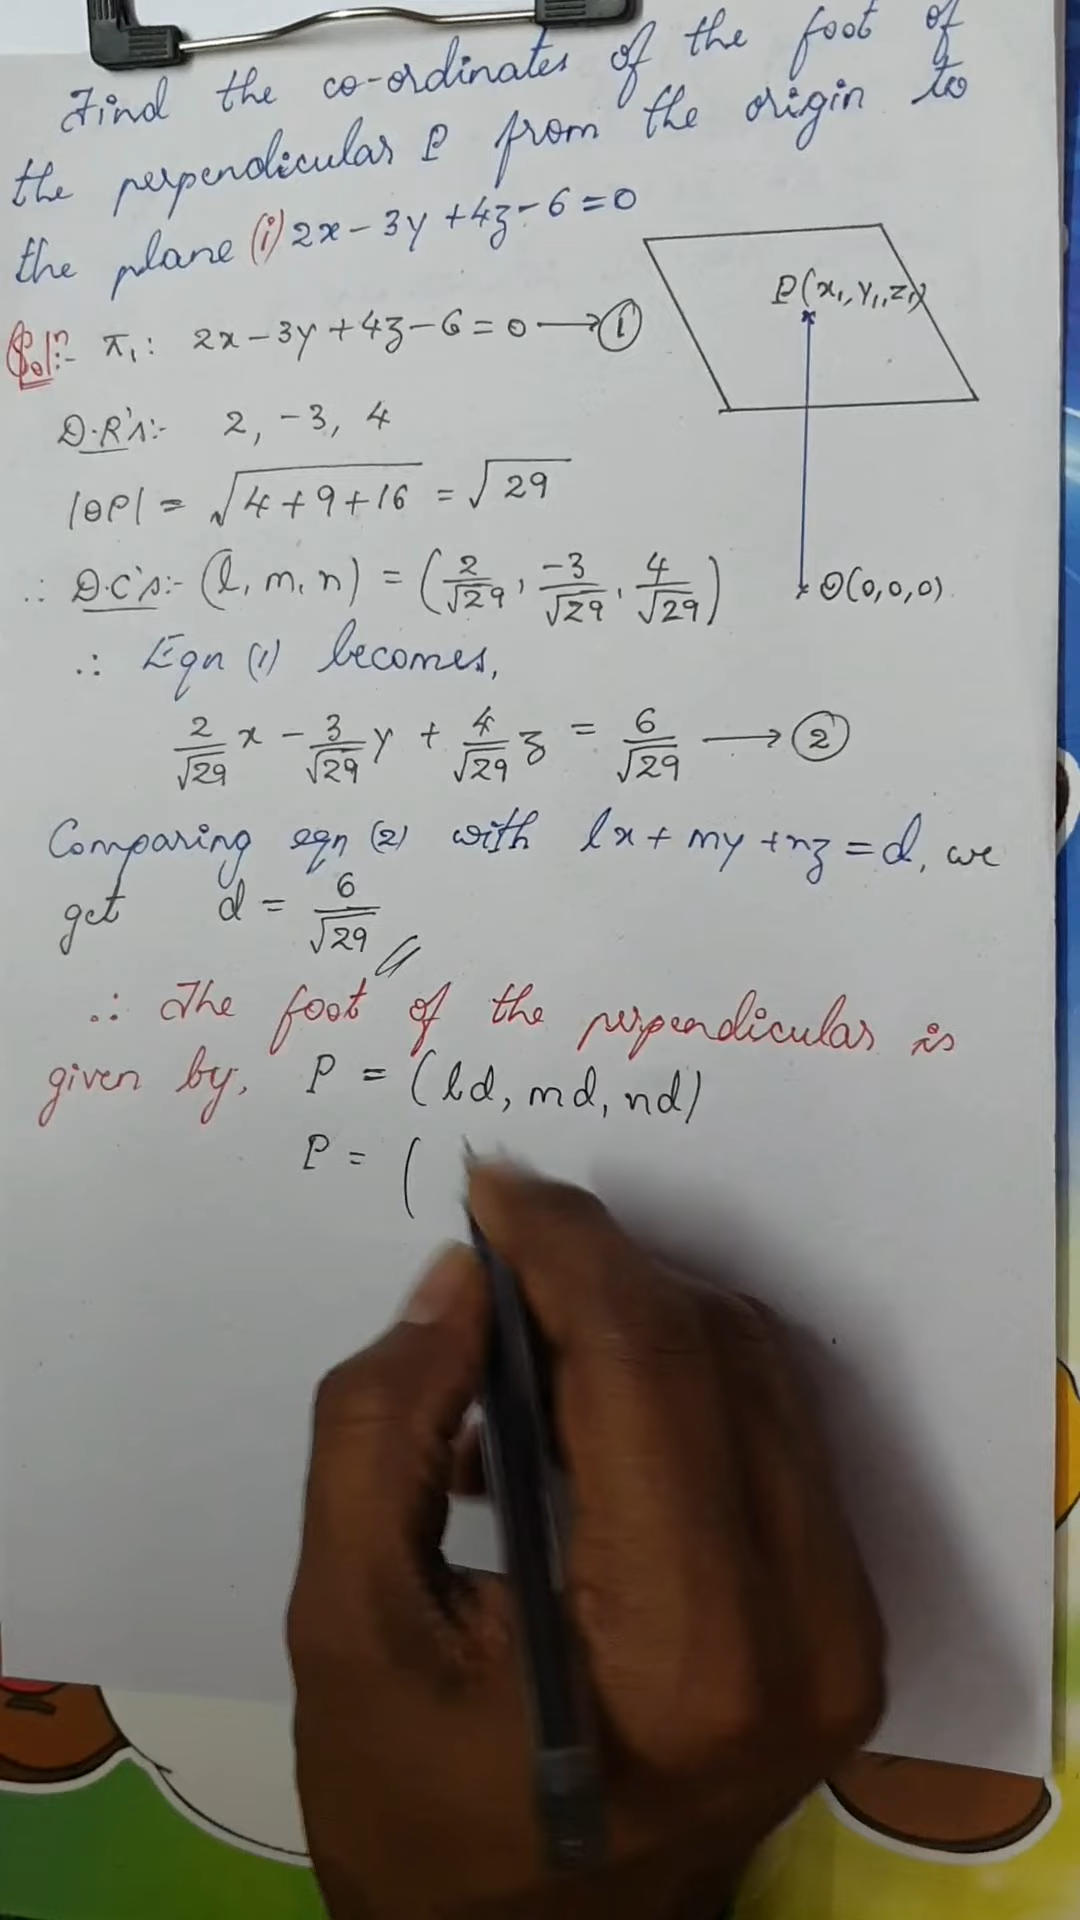 Find the co-ordinates of the foot of
the perpendicular P from the origin to
the plane (i) 2x - 3y + 4z - 6 = 0
P(x₁, y₁, z₁)
Solⁿ:- π₁: 2x - 3y + 4z - 6 = 0 → ①
D.R's:- 2, -3, 4
|OP| = √(4+9+16) = √29
∴ D.C's:- (l, m, n) = (2/√29, -3/√29, 4/√29)
O(0,0,0)
∴ Eqn (1) becomes,
2/√29 x - 3/√29 y + 4/√29 z = 6/√29 → ②
Comparing eqn (2) with lx + my + nz = d, we
get d = 6/√29 //
∴ The foot of the perpendicular is
given by, P = (ld, md, nd)
P = (